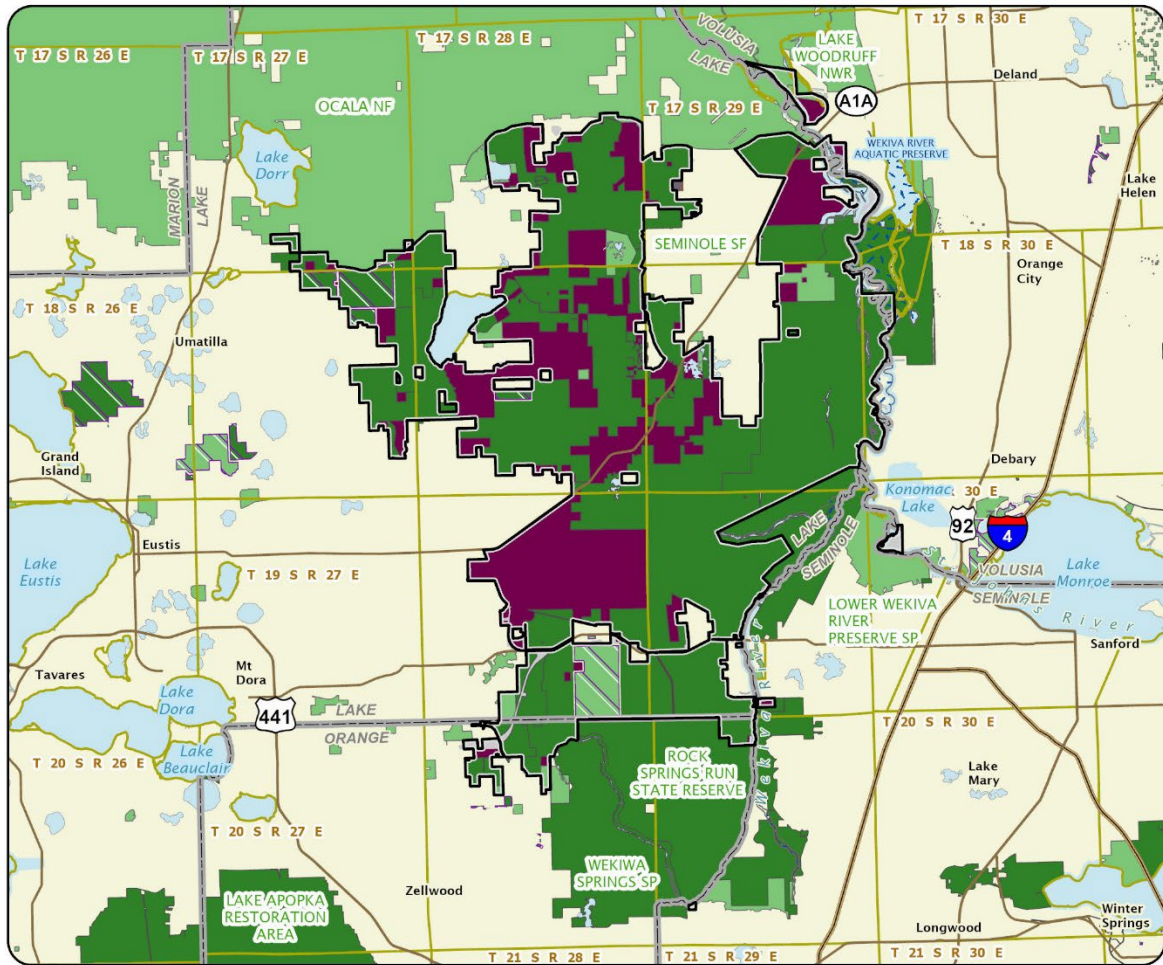 T 17 S R 26 E
T 17 S R 27 E
T 17 S R 28 E
T 17 S R 30 E
VOLUSIA
LAKE
LAKE
WOODRUFF
NWR
Deland
OCALA NF
T 17 S R 29 E
A1A
Lake
Dorr
WEKIVA RIVER
AQUATIC PRESERVE
MARION
LAKE
Lake
Helen
SEMINOLE SF
T 18 S R 30 E
Orange
City
T 18 S R 26 E
Umatilla
Grand
Island
Debary
Konomac
Lake
30 E
92
4
Eustis
LAKE
SEMINOLE
Lake
Eustis
T 19 S R 27 E
VOLUSIA
SEMINOLE
Lake
Monroe
St Johns River
LOWER WEKIVA
RIVER
PRESERVE SP
Sanford
Tavares
Mt
Dora
Lake
Dora
441
LAKE
ORANGE
Wekiva River
T 20 S R 30 E
Lake
Beauclair
T 20 S R 26 E
ROCK
SPRINGS RUN
STATE RESERVE
Lake
Mary
T 20 S R 27 E
WEKIWA
SPRINGS SP
Zellwood
LAKE APOPKA
RESTORATION
AREA
Longwood
Winter
Springs
T 21 S R 28 E
T 21 S R 29 E
T 21 S R 30 E